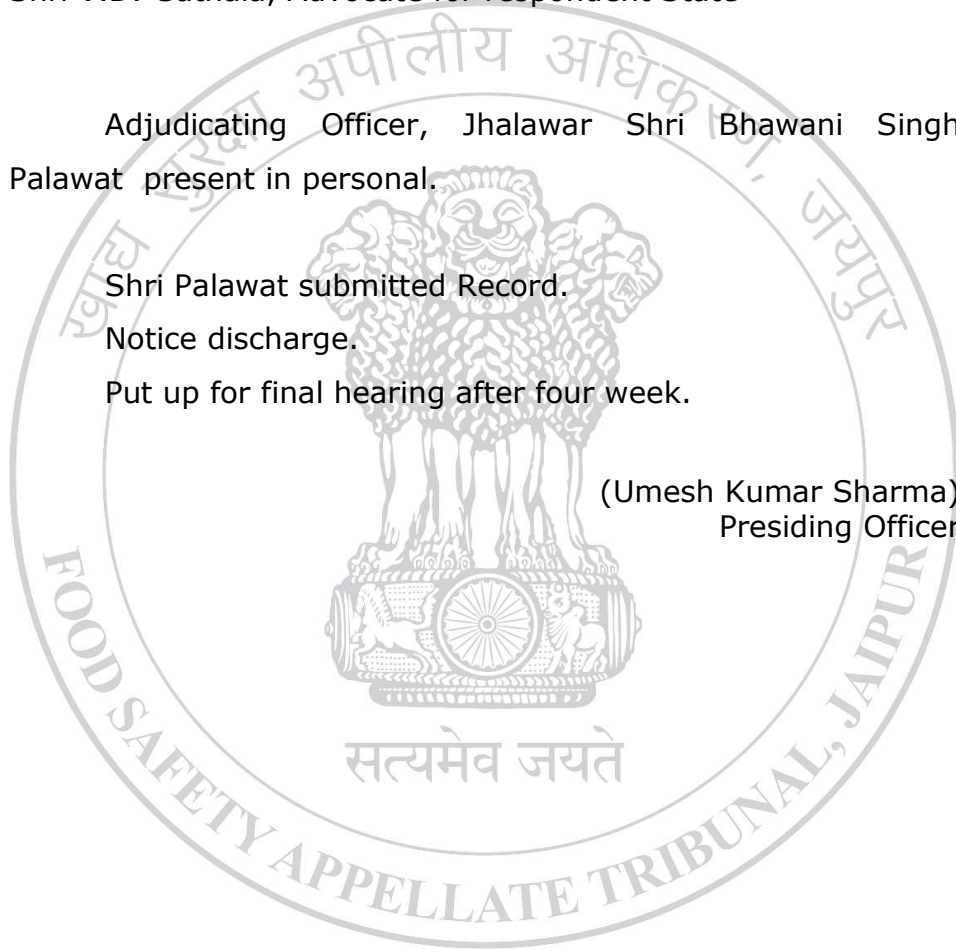 Adjudicating Officer, Jhalawar Shri Bhawani Singh
Palawat present in personal.
Shri Palawat submitted Record.
Notice discharge.
Put up for final hearing after four week.
(Umesh Kumar Sharma)
Presiding Officer
खाद्य सुरक्षा अपीलीय अधिकरण, जयपुर
सत्यमेव जयते
FOOD SAFETY APPELLATE TRIBUNAL, JAIPUR